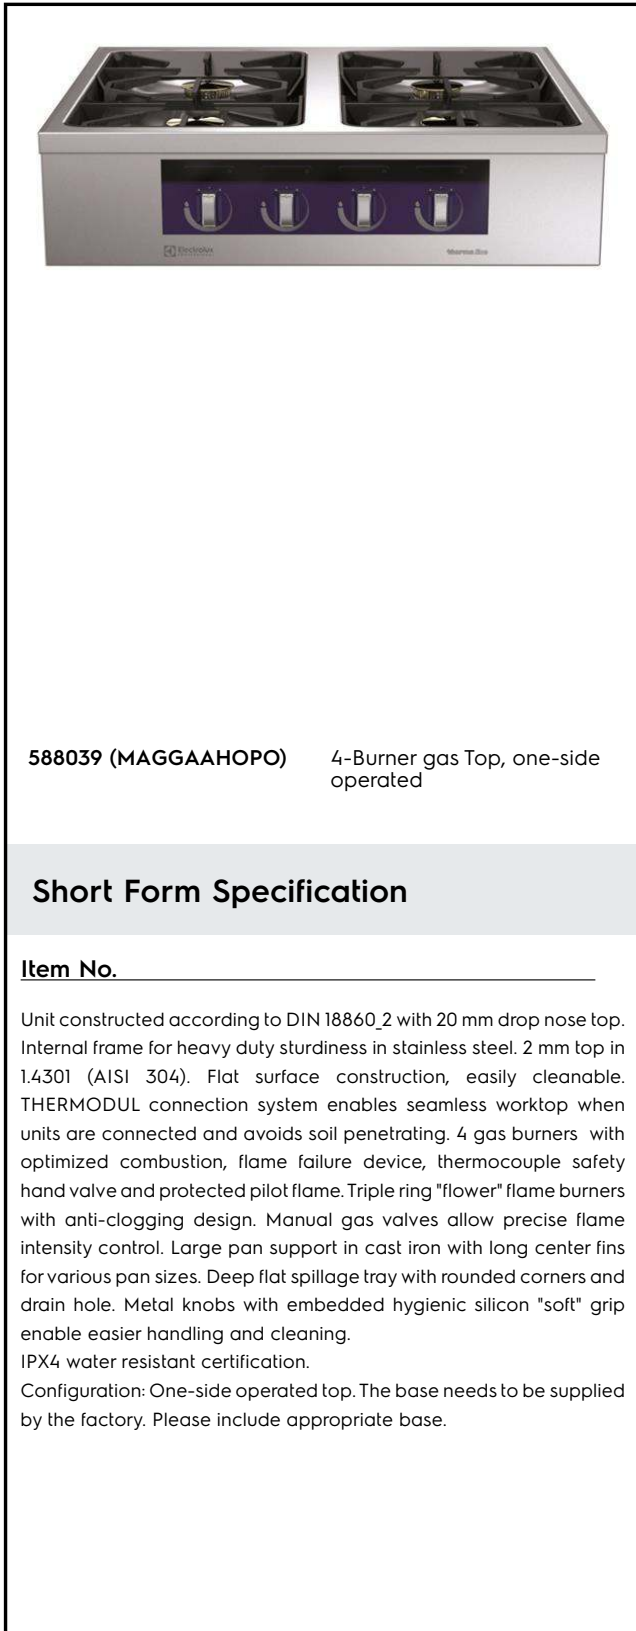 Electrolux
588039 (MAGGAAHOPO)
4-Burner gas Top, one-side
operated
Short Form Specification
Item No.
Unit constructed according to DIN 18860_2 with 20 mm drop nose top.
Internal frame for heavy duty sturdiness in stainless steel. 2 mm top in
1.4301 (AISI 304). Flat surface construction, easily cleanable.
THERMODUL connection system enables seamless worktop when
units are connected and avoids soil penetrating. 4 gas burners with
optimized combustion, flame failure device, thermocouple safety
hand valve and protected pilot flame. Triple ring "flower" flame burners
with anti-clogging design. Manual gas valves allow precise flame
intensity control. Large pan support in cast iron with long center fins
for various pan sizes. Deep flat spillage tray with rounded corners and
drain hole. Metal knobs with embedded hygienic silicon "soft" grip
enable easier handling and cleaning.
IPX4 water resistant certification.
Configuration: One-side operated top. The base needs to be supplied
by the factory. Please include appropriate base.